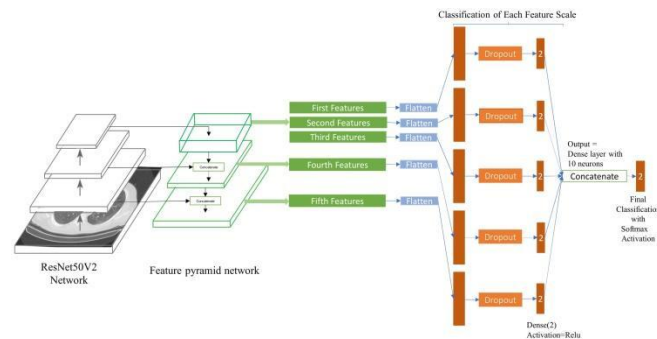 Classification of Each Feature Scale
First Features
Flatten
Second Features
Flatten
Third Features
Flatten
Fourth Features
Flatten
Fifth Features
Flatten
Dropout
2
Dropout
2
Dropout
2
Dropout
2
Dropout
2
Concatenate
Concatenate
ResNet50V2
Network
Feature pyramid network
Output =
Dense layer with
10 neurons
Concatenate
2
Final
Classification
with
Softmax
Activation
Dense(2)
Activation=Relu